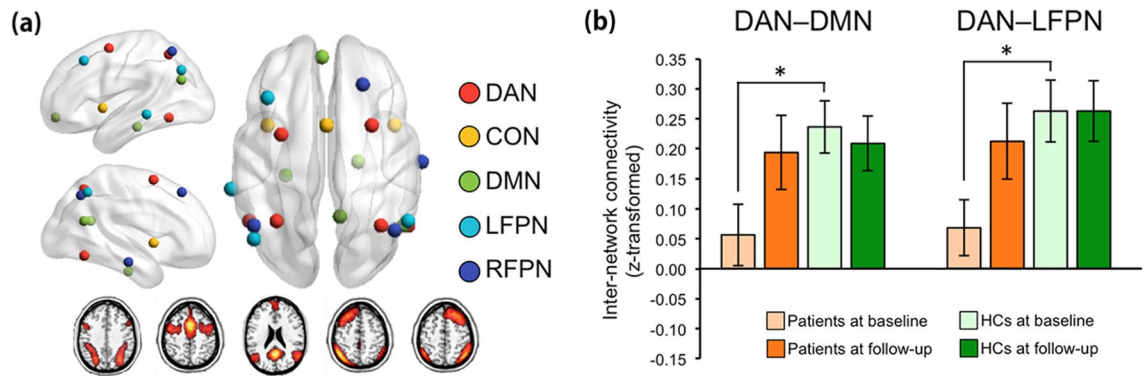 (a)
DAN
CON
DMN
LFPN
RFPN
(b)
DAN–DMN
DAN–LFPN
Inter-network connectivity
(z-transformed)
0.35
0.30
0.25
0.20
0.15
0.10
0.05
0.00
-0.05
-0.10
-0.15
*
*
Patients at baseline
HCs at baseline
Patients at follow-up
HCs at follow-up